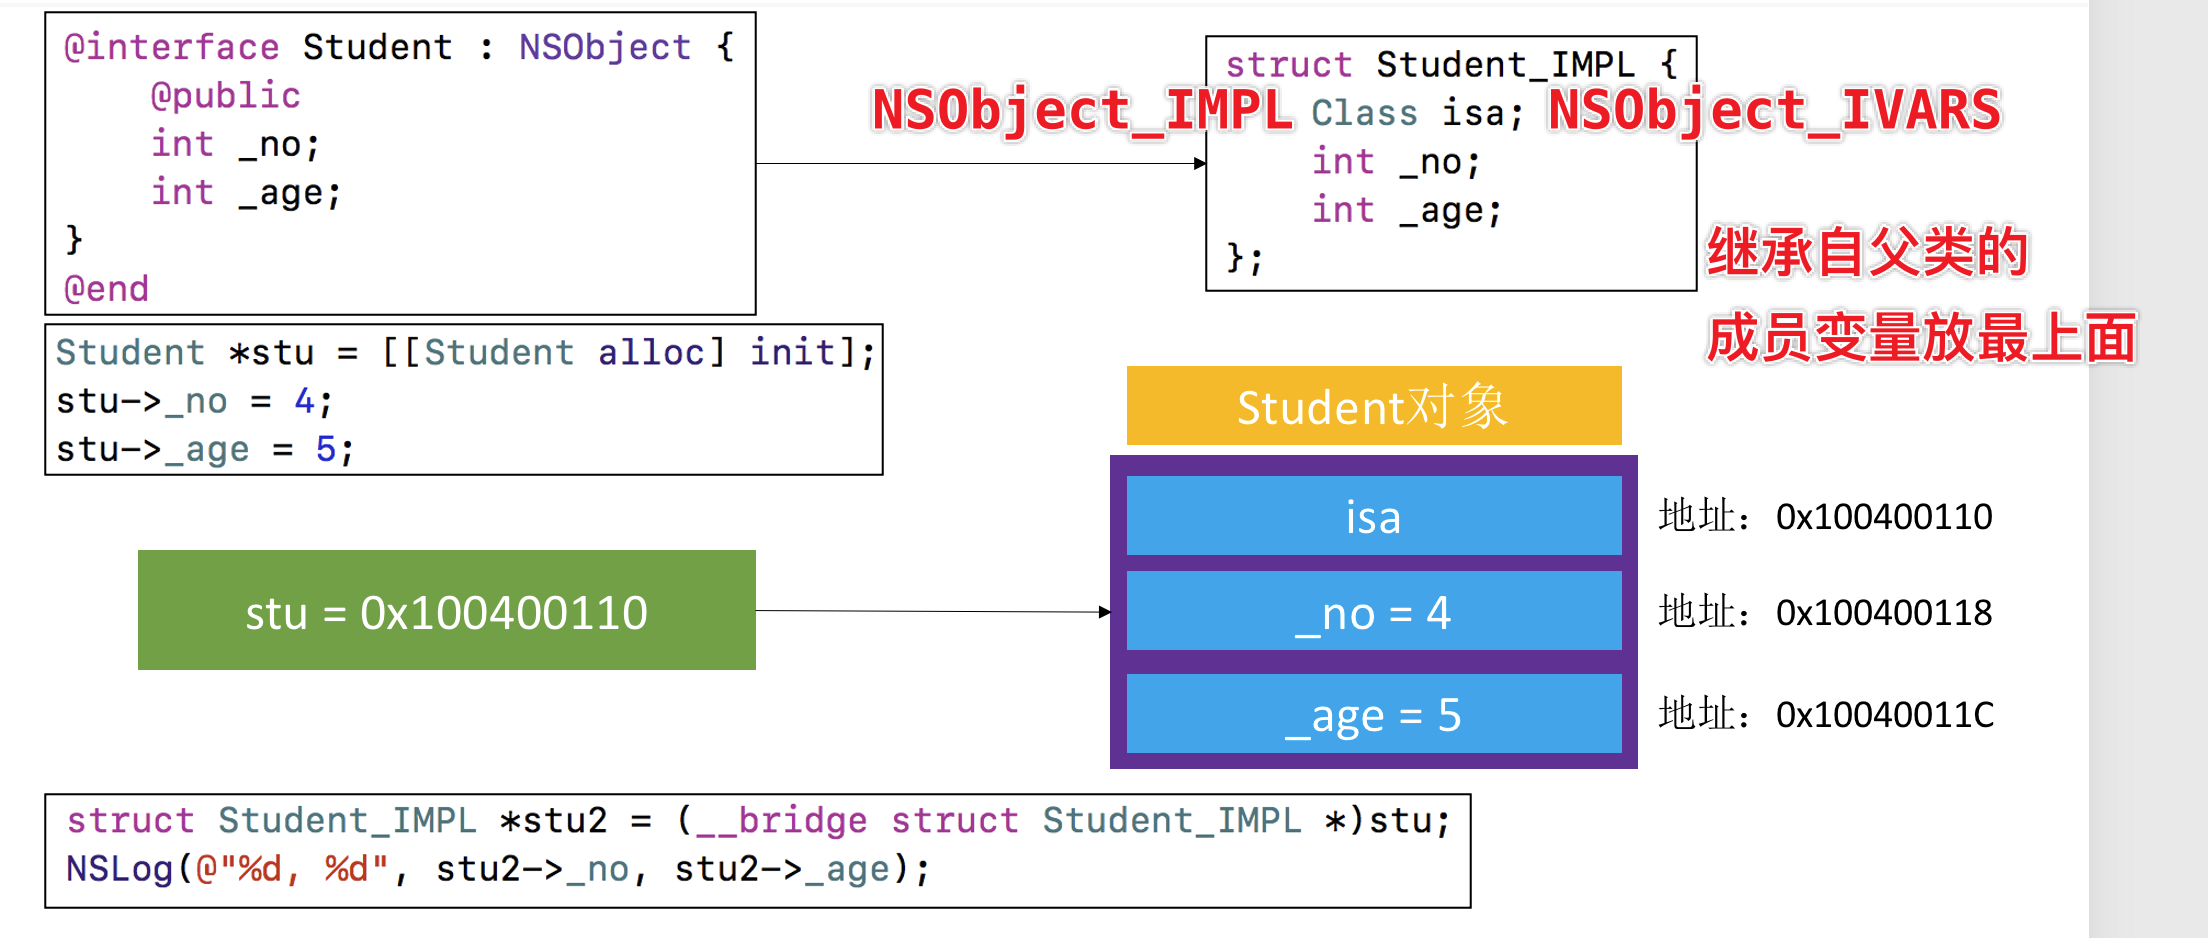 @interface Student : NSObject {
    @public
    int _no;
    int _age;
}
@end
struct Student_IMPL {
NSObject_IMPL Class isa; NSObject_IVARS
    int _no;
    int _age;
};
继承自父类的
成员变量放最上面
Student *stu = [[Student alloc] init];
stu->_no = 4;
stu->_age = 5;
Student对象
isa 地址：0x100400110
stu = 0x100400110
_no = 4 地址：0x100400118
_age = 5 地址：0x10040011C
struct Student_IMPL *stu2 = (__bridge struct Student_IMPL *)stu;
NSLog(@"%d, %d", stu2->_no, stu2->_age);